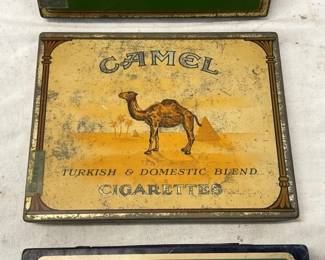 CAMEL
TURKISH & DOMESTIC BLEND
CIGARETTES